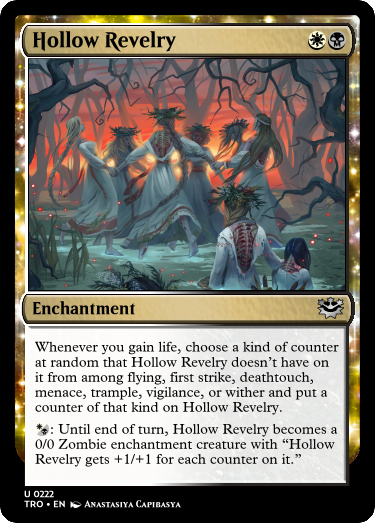 Hollow Revelry
Enchantment
Whenever you gain life, choose a kind of counter
at random that Hollow Revelry doesn’t have on
it from among flying, first strike, deathtouch,
menace, trample, vigilance, or wither and put a
counter of that kind on Hollow Revelry.
: Until end of turn, Hollow Revelry becomes a
0/0 Zombie enchantment creature with “Hollow
Revelry gets +1/+1 for each counter on it.”
U 0222
TRO • EN Anastasiya Capibasya